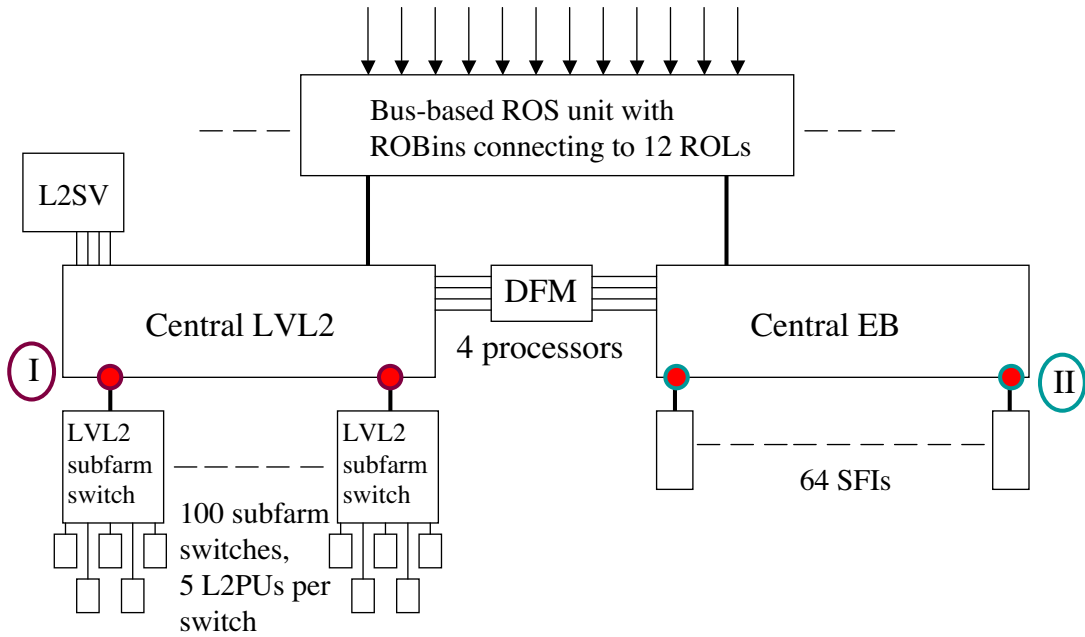 Bus-based ROS unit with
ROBins connecting to 12 ROLs
L2SV
DFM
Central LVL2
Central EB
4 processors
I
II
LVL2
subfarm
switch
LVL2
subfarm
switch
64 SFIs
100 subfarm
switches,
5 L2PUs per
switch